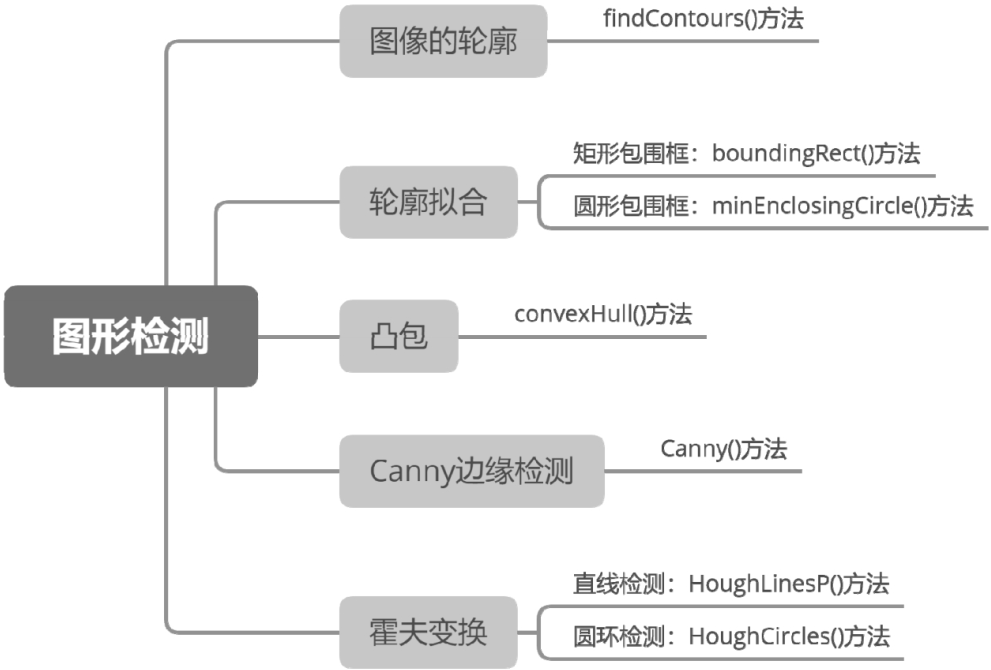 图形检测
图像的轮廓
findContours()方法
轮廓拟合
矩形包围框：boundingRect()方法
圆形包围框：minEnclosingCircle()方法
凸包
convexHull()方法
Canny边缘检测
Canny()方法
霍夫变换
直线检测：HoughLinesP()方法
圆环检测：HoughCircles()方法